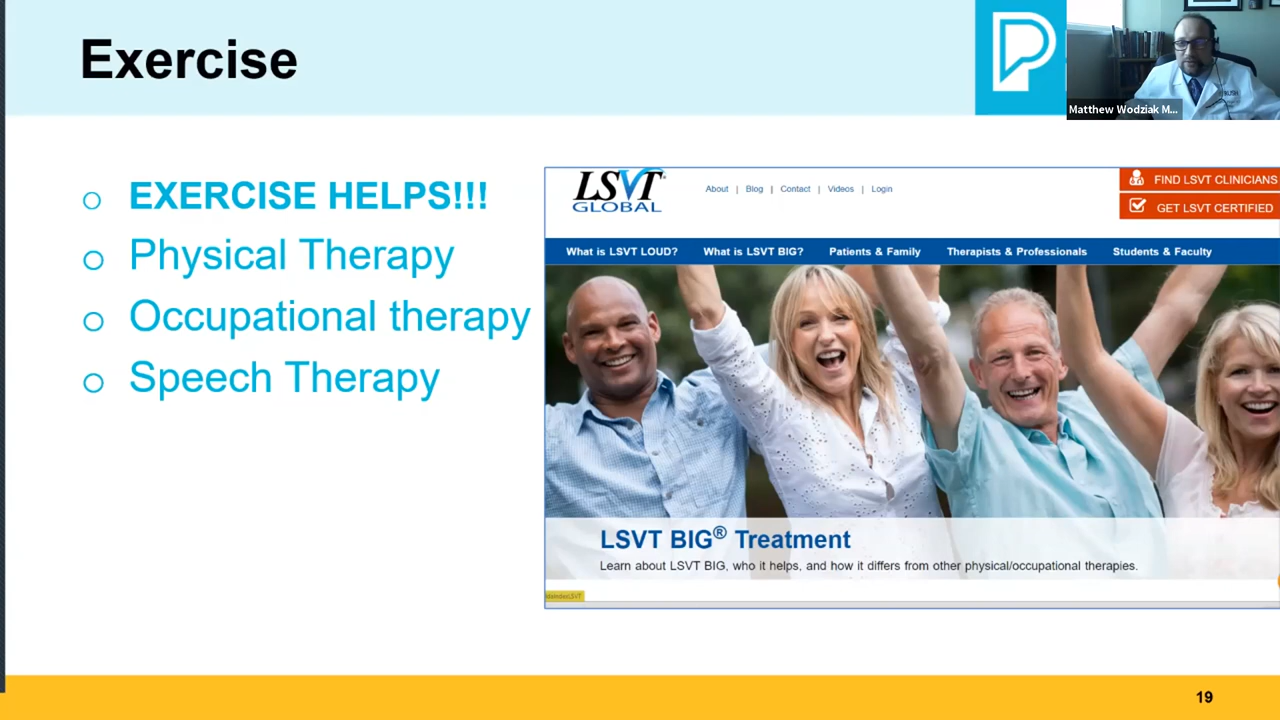 Exercise
Matthew Wodziak M...
EXERCISE HELPS!!!
Physical Therapy
Occupational therapy
Speech Therapy
LSVT
GLOBAL
About | Blog | Contact | Videos | Login
FIND LSVT CLINICIANS
GET LSVT CERTIFIED
What is LSVT LOUD? What is LSVT BIG? Patients & Family Therapists & Professionals Students & Faculty
LSVT BIG® Treatment
Learn about LSVT BIG, who it helps, and how it differs from other physical/occupational therapies.
19